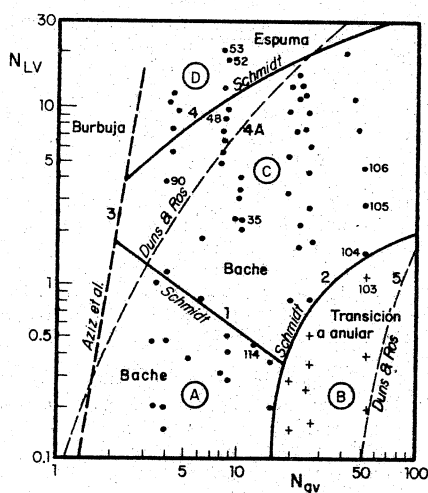 30
N_LV
53
52
Espuma
D
Schmidt
10
4
48
4A
Burbuja
C
5
90
106
105
3
Duns & Ros
35
Aziz et al.
Bache
104
103
2
5
1
Schmidt
1
Schmidt
Transición
a anular
0.5
114
Bache
A
B
Duns & Ros
0.1
1
5
10
50
100
N_gv